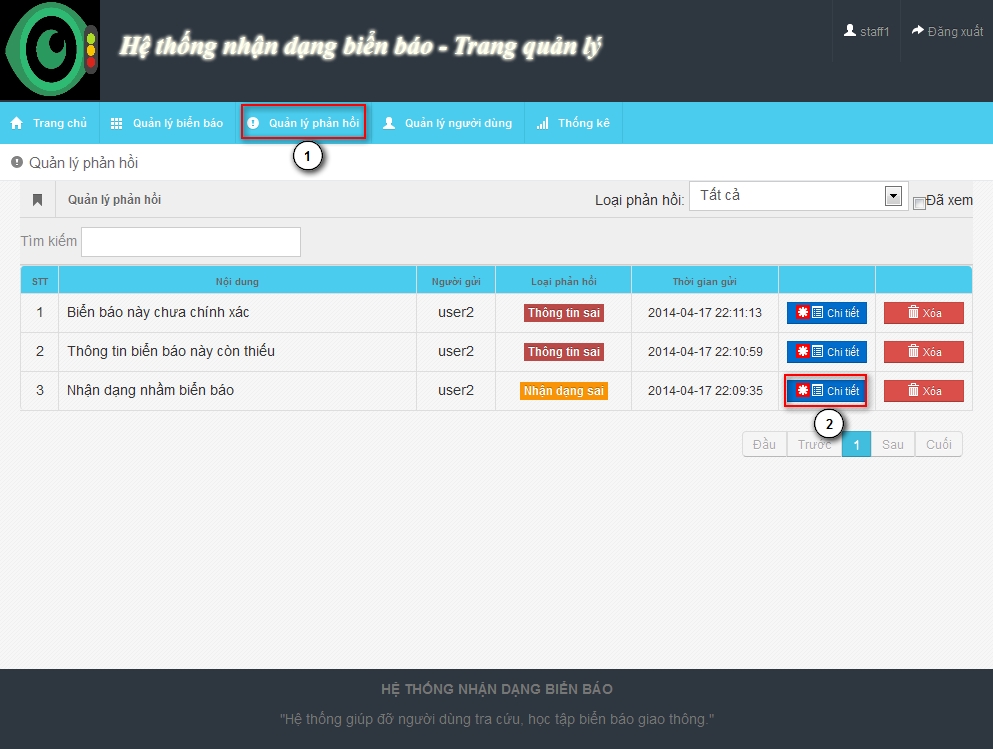 Hệ thống nhận dạng biển báo - Trang quản lý
staff1 Đăng xuất
Trang chủ Quản lý biển báo Quản lý phản hồi Quản lý người dùng Thống kê
1
Quản lý phản hồi
Quản lý phản hồi Loại phản hồi: Tất cả Đã xem
Tìm kiếm
STT Nội dung Người gửi Loại phản hồi Thời gian gửi
1 Biển báo này chưa chính xác user2 Thông tin sai 2014-04-17 22:11:13 Chi tiết Xóa
2 Thông tin biển báo này còn thiếu user2 Thông tin sai 2014-04-17 22:10:59 Chi tiết Xóa
3 Nhận dạng nhầm biển báo user2 Nhận dạng sai 2014-04-17 22:09:35 Chi tiết Xóa
2
Đầu Trước 1 Sau Cuối
HỆ THỐNG NHẬN DẠNG BIỂN BÁO
"Hệ thống giúp đỡ người dùng tra cứu, học tập biển báo giao thông."